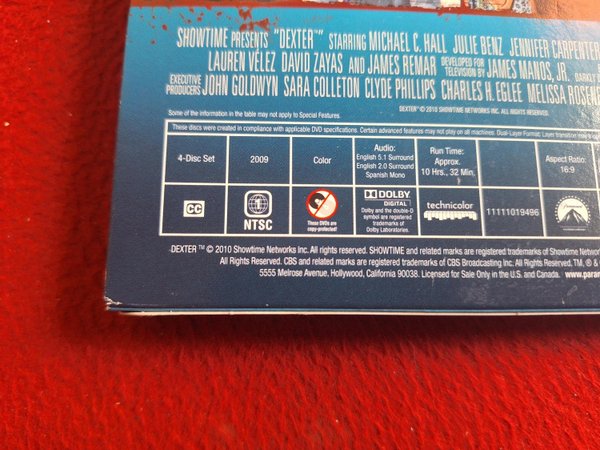 SHOWTIME PRESENTS "DEXTER"™ STARRING MICHAEL C. HALL JULIE BENZ JENNIFER CARPENTER
LAUREN VÉLEZ DAVID ZAYAS AND JAMES REMAR DEVELOPED FOR TELEVISION BY JAMES MANOS, JR. DARKLY
EXECUTIVE PRODUCERS JOHN GOLDWYN SARA COLLETON CLYDE PHILLIPS CHARLES H. EGLEE MELISSA
DEXTER™ © 2010 SHOWTIME NETWORKS INC. ALL RIGHTS RESERVED.
Some of the information in the table may not apply to Special Features.
These discs were created in compliance with applicable DVD specifications. Certain advanced features may not play on all machines. Dual-Layer Format. Layer transition may
4-Disc Set
2009
Color
Audio:
English 5.1 Surround
English 2.0 Surround
Spanish Mono
Run Time:
Approx.
10 Hrs., 32 Min.
Aspect Ratio:
16:9
CC
NTSC
These DVDs are
copy-protected!
DOLBY
DIGITAL
Dolby and the double-D
symbol are
trademarks of
Dolby Laboratories.
technicolor
11111019496
Paramount
DEXTER™ © 2010 Showtime Networks Inc. All rights reserved. SHOWTIME and related marks are registered trademarks of Showtime
All Rights Reserved. CBS and related marks are registered trademarks of CBS Broadcasting Inc. All Rights Reserved. TM, ® &
5555 Melrose Avenue, Hollywood, California 90038. Licensed for Sale Only in the U.S. and Canada. www.param